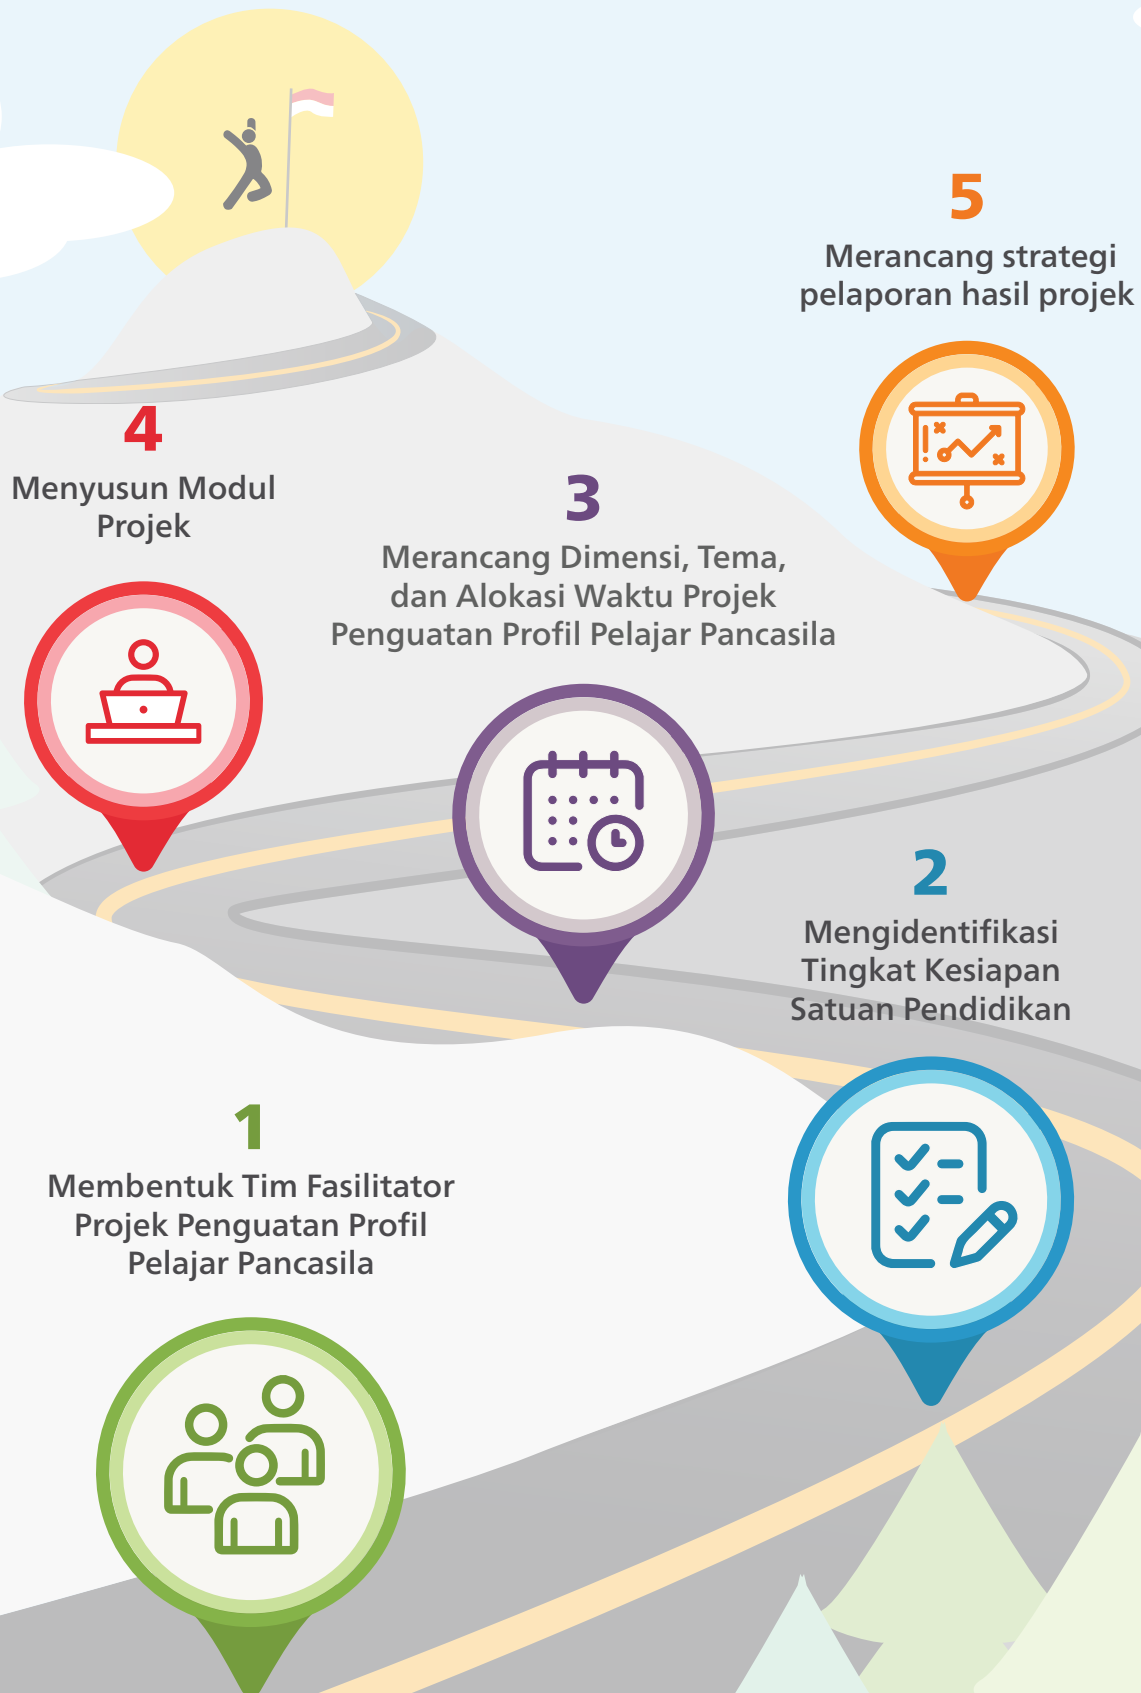 5
Merancang strategi
pelaporan hasil projek
4
Menyusun Modul
Projek
3
Merancang Dimensi, Tema,
dan Alokasi Waktu Projek
Penguatan Profil Pelajar Pancasila
2
Mengidentifikasi
Tingkat Kesiapan
Satuan Pendidikan
1
Membentuk Tim Fasilitator
Projek Penguatan Profil
Pelajar Pancasila